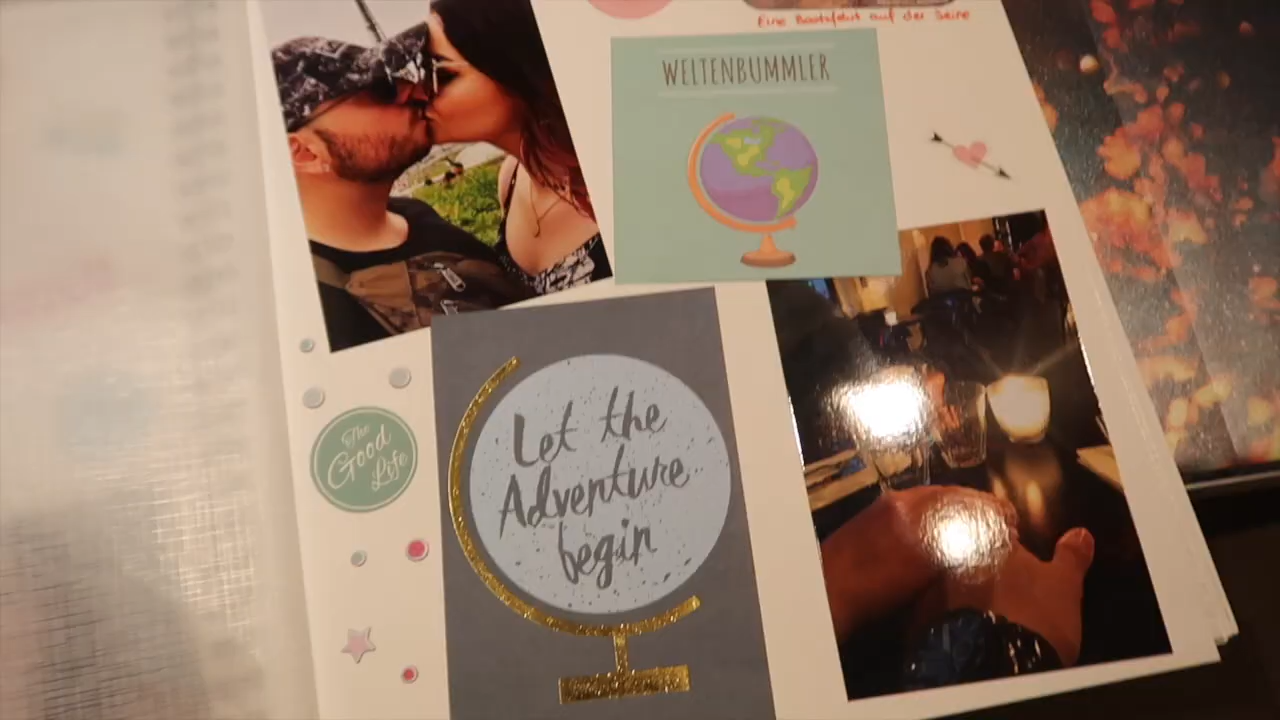 Eine Bootsfahrt auf der Seine
WELTENBUMMLER
The
Good
Life
Let the
Adventure
begin